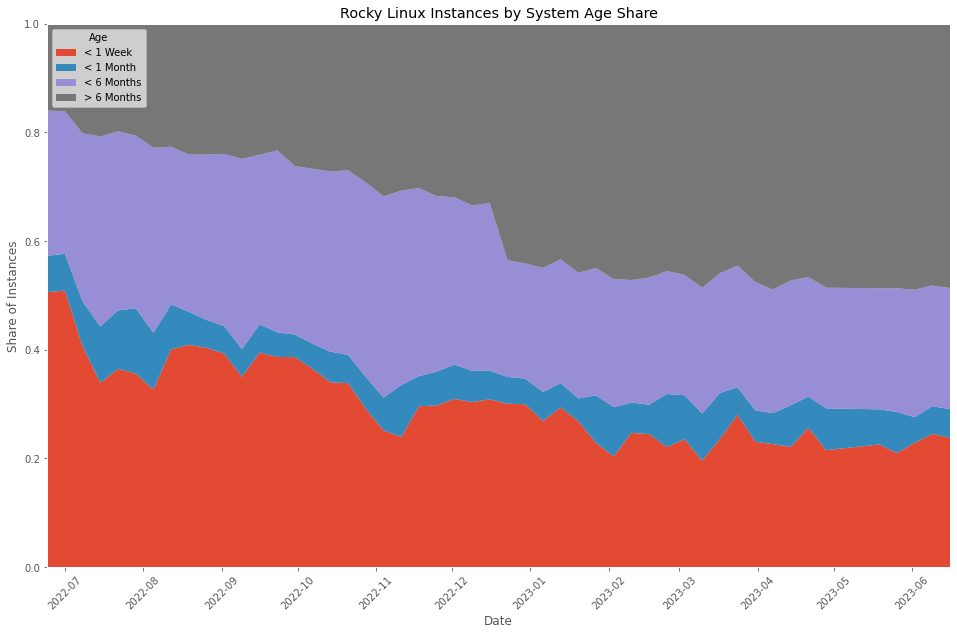 Rocky Linux Instances by System Age Share
Age
< 1 Week
< 1 Month
< 6 Months
> 6 Months
Share of Instances
1.0
0.8
0.6
0.4
0.2
0.0
2022-07
2022-08
2022-09
2022-10
2022-11
2022-12
2023-01
2023-02
2023-03
2023-04
2023-05
2023-06
Date